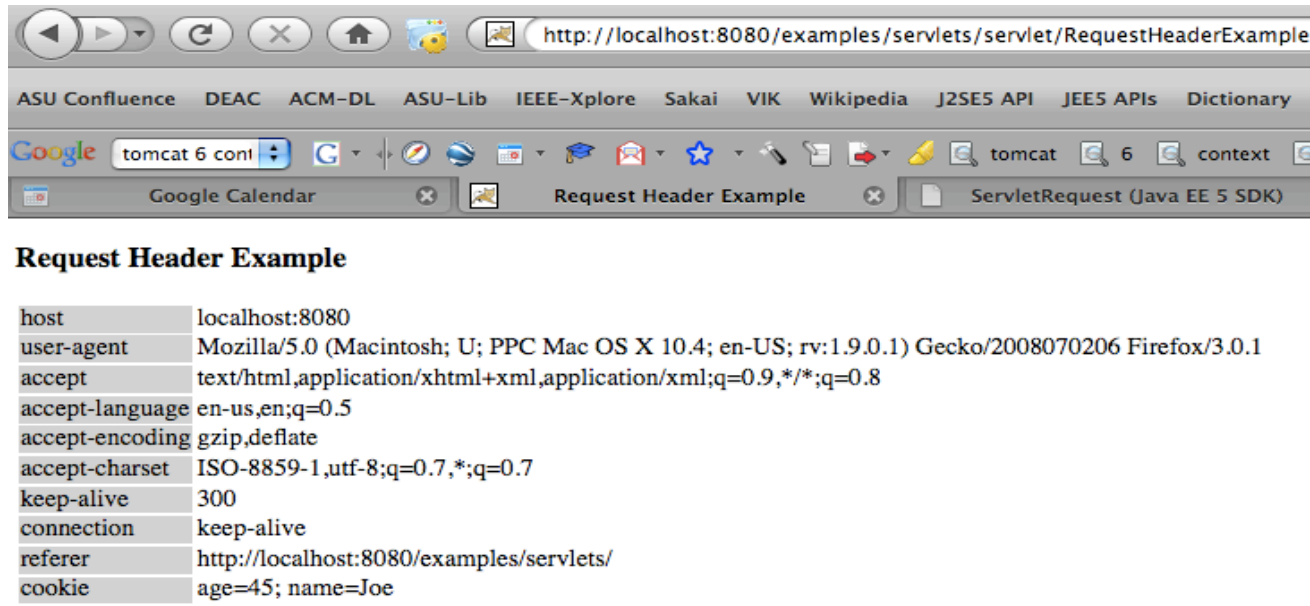 http://localhost:8080/examples/servlets/servlet/RequestHeaderExample
ASU Confluence DEAC ACM-DL ASU-Lib IEEE-Xplore Sakai VIK Wikipedia J2SE5 API JEE5 APIs Dictionary
Google tomcat 6 cont G tomcat 6 context
Google Calendar Request Header Example ServletRequest (Java EE 5 SDK)
Request Header Example
host localhost:8080
user-agent Mozilla/5.0 (Macintosh; U; PPC Mac OS X 10.4; en-US; rv:1.9.0.1) Gecko/2008070206 Firefox/3.0.1
accept text/html,application/xhtml+xml,application/xml;q=0.9,*/*;q=0.8
accept-language en-us,en;q=0.5
accept-encoding gzip,deflate
accept-charset ISO-8859-1,utf-8;q=0.7,*;q=0.7
keep-alive 300
connection keep-alive
referer http://localhost:8080/examples/servlets/
cookie age=45; name=Joe